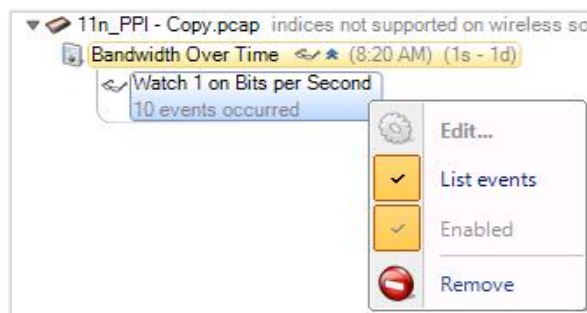 11n_PPI - Copy.pcap indices not supported on wireless so
Bandwidth Over Time (8:20 AM) (1s - 1d)
Watch 1 on Bits per Second
10 events occurred
Edit...
List events
Enabled
Remove